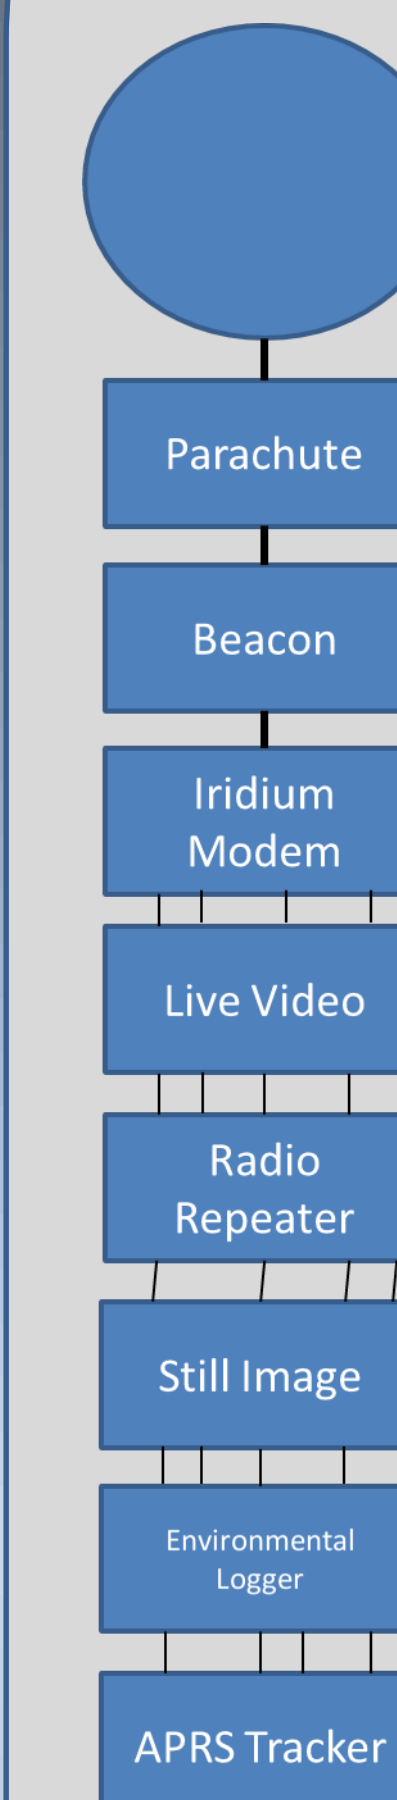 Parachute
Beacon
Iridium
Modem
Live Video
Radio
Repeater
Still Image
Environmental
Logger
APRS Tracker